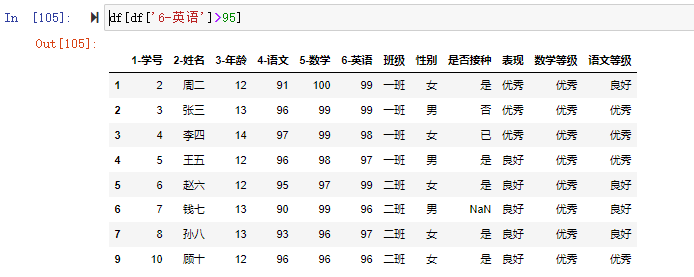 In [105]: df[df['6-英语']>95]
Out[105]:
1-学号 2-姓名 3-年龄 4-语文 5-数学 6-英语 班级 性别 是否接种 表现 数学等级 语文等级
1 2 周二 12 91 100 99 一班 女 是 优秀 优秀 良好
2 3 张三 13 96 99 99 一班 男 否 优秀 优秀 优秀
3 4 李四 14 97 99 98 一班 女 已 优秀 优秀 优秀
4 5 王五 12 96 98 97 一班 男 是 良好 优秀 优秀
5 6 赵六 12 95 97 99 二班 女 是 良好 优秀 良好
6 7 钱七 13 90 99 96 二班 男 NaN 良好 优秀 良好
7 8 孙八 13 93 96 97 二班 女 是 良好 优秀 良好
9 10 顾十 12 96 96 96 二班 女 是 良好 优秀 优秀